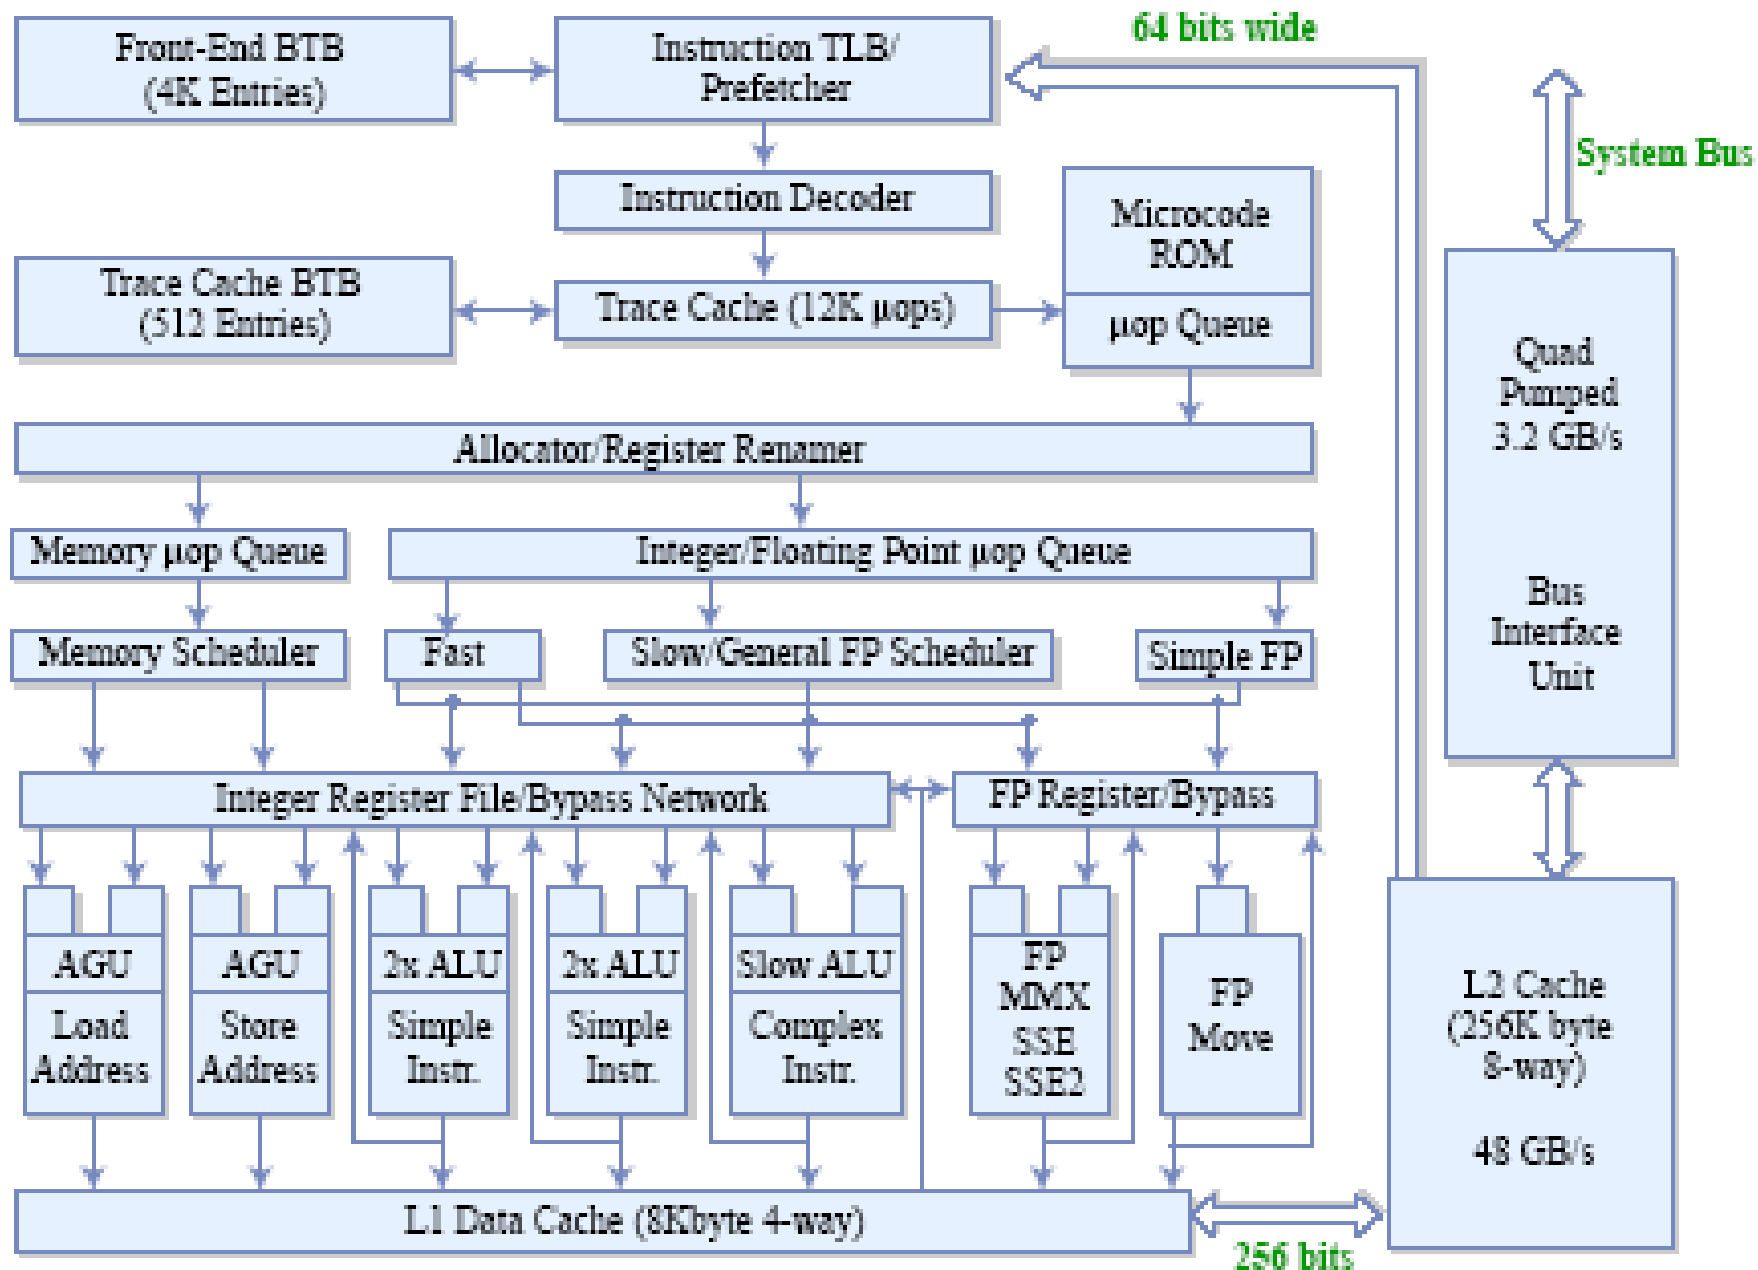 64 bits wide
Front-End BTB
(4K Entries)
Instruction TLB/
Prefetcher
System Bus
Instruction Decoder
Microcode
ROM
Trace Cache BTB
(512 Entries)
Trace Cache (12K µops)
µop Queue
Quad
Pumped
3.2 GB/s
Bus
Interface
Unit
Allocator/Register Renamer
Memory µop Queue
Integer/Floating Point µop Queue
Memory Scheduler
Fast
Slow/General FP Scheduler
Simple FP
Integer Register File/Bypass Network
FP Register/Bypass
AGU
Load
Address
AGU
Store
Address
2x ALU
Simple
Instr.
2x ALU
Simple
Instr.
Slow ALU
Complex
Instr.
FP
MMX
SSE
SSE2
FP
Move
L2 Cache
(256K byte
8-way)
48 GB/s
L1 Data Cache (8Kbyte 4-way)
256 bits